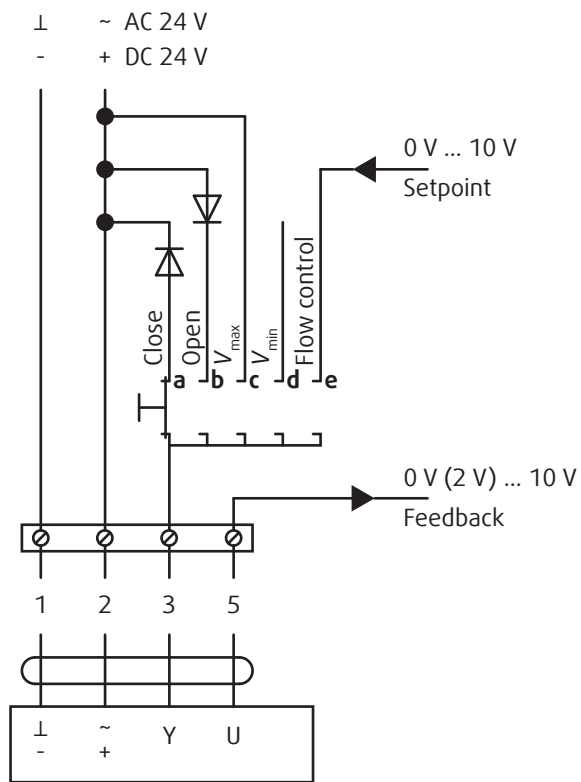 ⊥ ~ AC 24 V
- + DC 24 V
0 V ... 10 V
Setpoint
Close
Open
Vmax
Vmin
Flow control
a b c d e
0 V (2 V) ... 10 V
Feedback
1 2 3 5
⊥ ~ Y U
- +